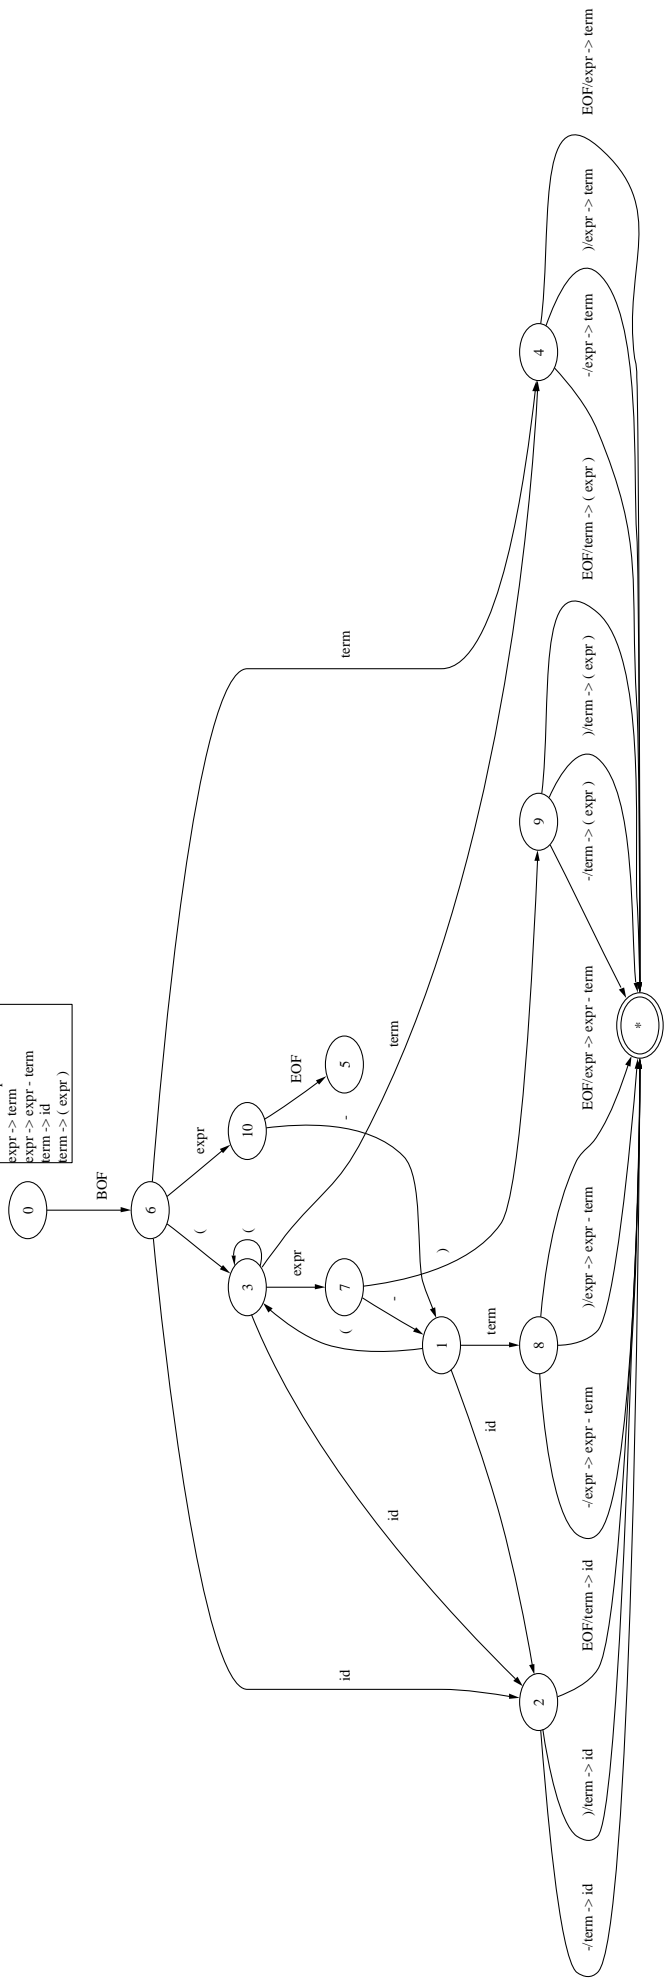 expr -> term
expr -> expr - term
term -> id
term -> ( expr )
0
BOF
6
(
expr
3
(
10
expr
EOF
id
(
7
-
5
term
id
-
term
1
)
id
term
2
8
9
4
-/term -> id
)/term -> id
EOF/term -> id
-/expr -> expr - term
)/expr -> expr - term
EOF/expr -> expr - term
-/term -> ( expr )
)/term -> ( expr )
EOF/term -> ( expr )
-/expr -> term
)/expr -> term
EOF/expr -> term
*